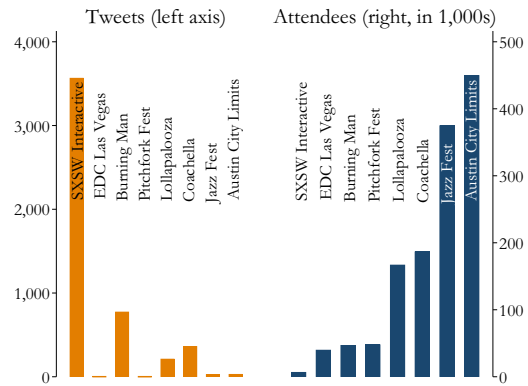 Tweets (left axis)
Attendees (right, in 1,000s)
4,000
3,000
2,000
1,000
0
SXSW Interactive
EDC Las Vegas
Burning Man
Pitchfork Fest
Lollapalooza
Coachella
Jazz Fest
Austin City Limits
SXSW Interactive
EDC Las Vegas
Burning Man
Pitchfork Fest
Lollapalooza
Coachella
Jazz Fest
Austin City Limits
500
400
300
200
100
0